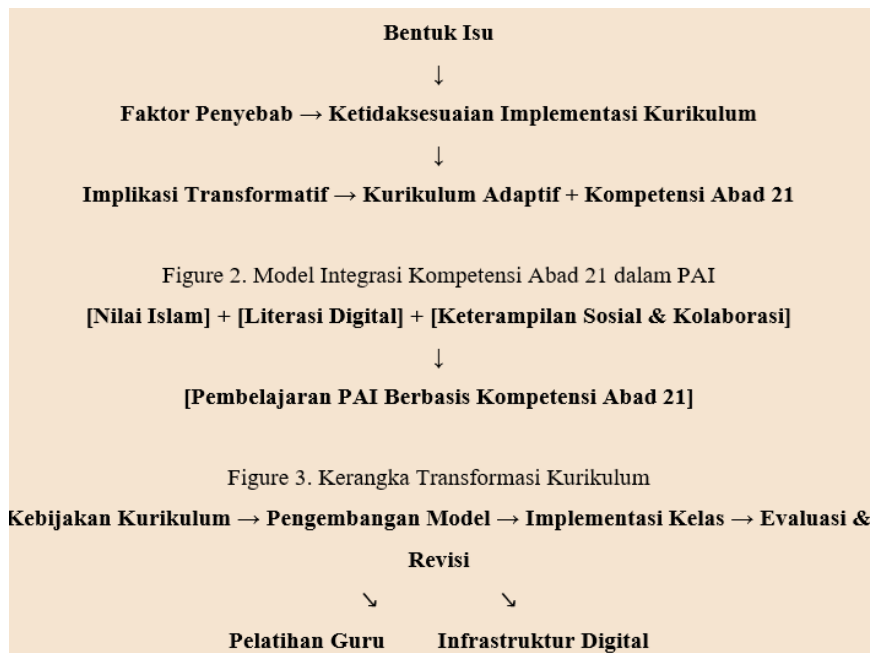 Bentuk Isu
↓
Faktor Penyebab → Ketidaksesuaian Implementasi Kurikulum
↓
Implikasi Transformatif → Kurikulum Adaptif + Kompetensi Abad 21
Figure 2. Model Integrasi Kompetensi Abad 21 dalam PAI
[Nilai Islam] + [Literasi Digital] + [Keterampilan Sosial & Kolaborasi]
↓
[Pembelajaran PAI Berbasis Kompetensi Abad 21]
Figure 3. Kerangka Transformasi Kurikulum
Kebijakan Kurikulum → Pengembangan Model → Implementasi Kelas → Evaluasi &
Revisi
↘ ↘
Pelatihan Guru Infrastruktur Digital